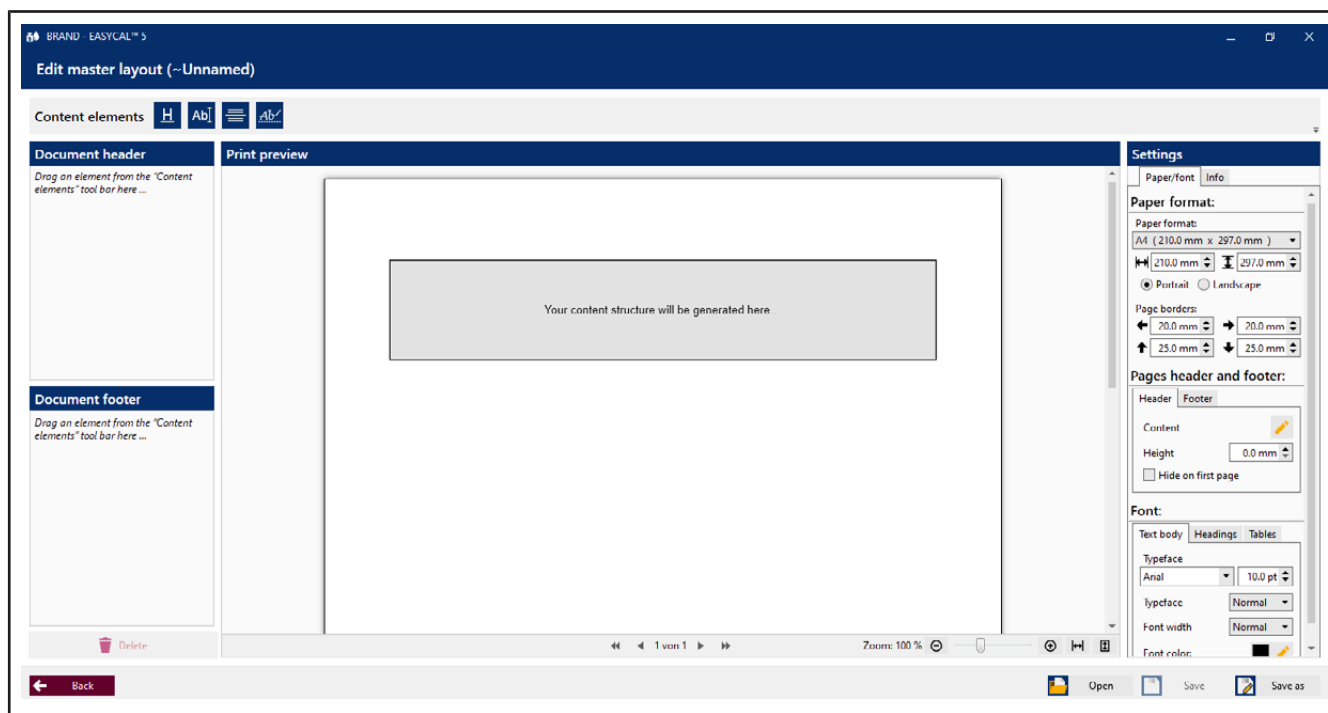 BRAND - EASYCAL™ 5
Edit master layout (~Unnamed)
Content elements H Ab Ab
Document header
Drag an element from the "Content
elements" tool bar here ...
Document footer
Drag an element from the "Content
elements" tool bar here ...
Delete
Print preview
Your content structure will be generated here...
1 von 1
Zoom: 100 %
Settings
Paper/font Info
Paper format:
Paper format:
A4 ( 210.0 mm x 297.0 mm )
210.0 mm 297.0 mm
Portrait Landscape
Page borders:
20.0 mm 20.0 mm
25.0 mm 25.0 mm
Pages header and footer:
Header Footer
Content
Height 0.0 mm
Hide on first page
Font:
Text body Headings Tables
Typeface
Arial 10.0 pt
Typeface Normal
Font width Normal
Font color:
Back
Open Save Save as